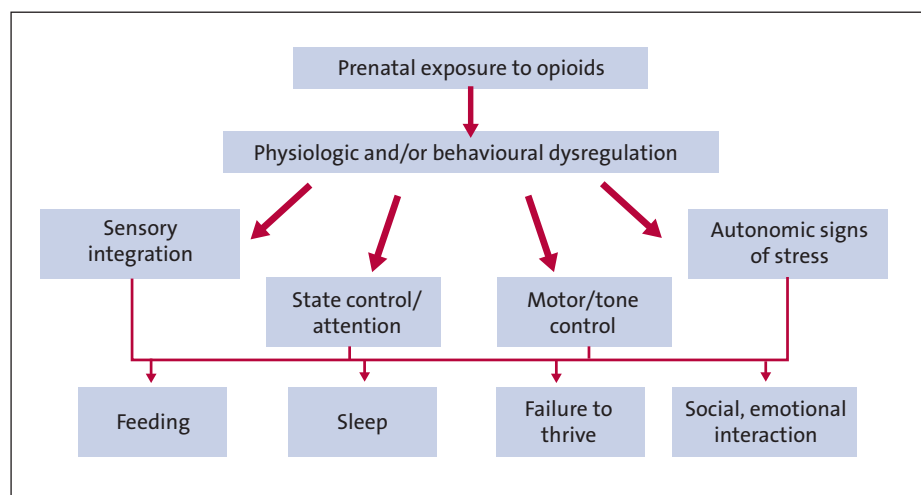 Prenatal exposure to opioids
Physiologic and/or behavioural dysregulation
Sensory
integration
Autonomic signs
of stress
State control/
attention
Motor/tone
control
Feeding
Sleep
Failure to
thrive
Social, emotional
interaction